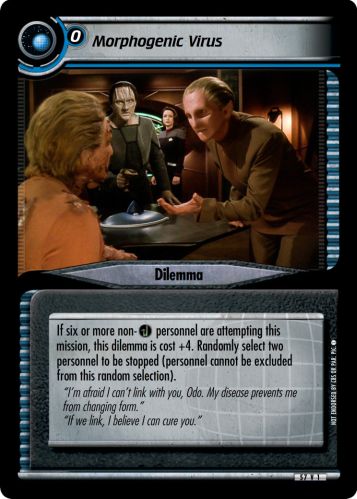 0 Morphogenic Virus
Dilemma
If six or more non- personnel are attempting this
mission, this dilemma is cost +4. Randomly select two
personnel to be stopped (personnel cannot be excluded
from this random selection).
"I'm afraid I can't link with you, Odo. My disease prevents me
from changing form."
"If we link, I believe I can cure you."
NOT ENDORSED BY CBS OR PAR. PIC.
57 V 1